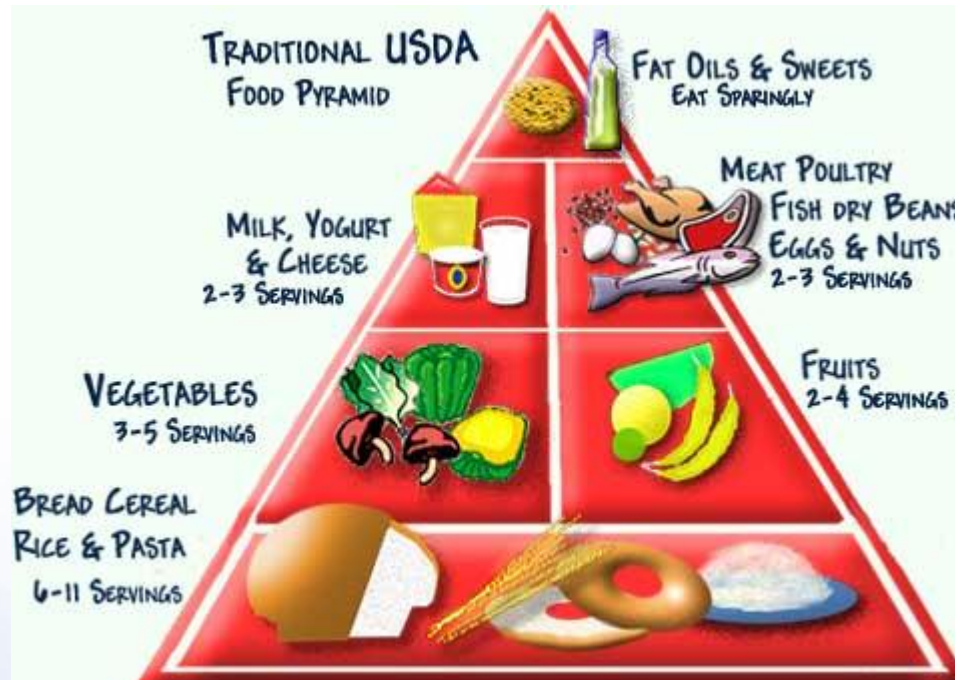 TRADITIONAL USDA
FOOD PYRAMID
FAT OILS & SWEETS
EAT SPARINGLY
MILK, YOGURT
& CHEESE
2-3 SERVINGS
MEAT POULTRY
FISH DRY BEANS
EGGS & NUTS
2-3 SERVINGS
VEGETABLES
3-5 SERVINGS
FRUITS
2-4 SERVINGS
BREAD CEREAL
RICE & PASTA
6-11 SERVINGS